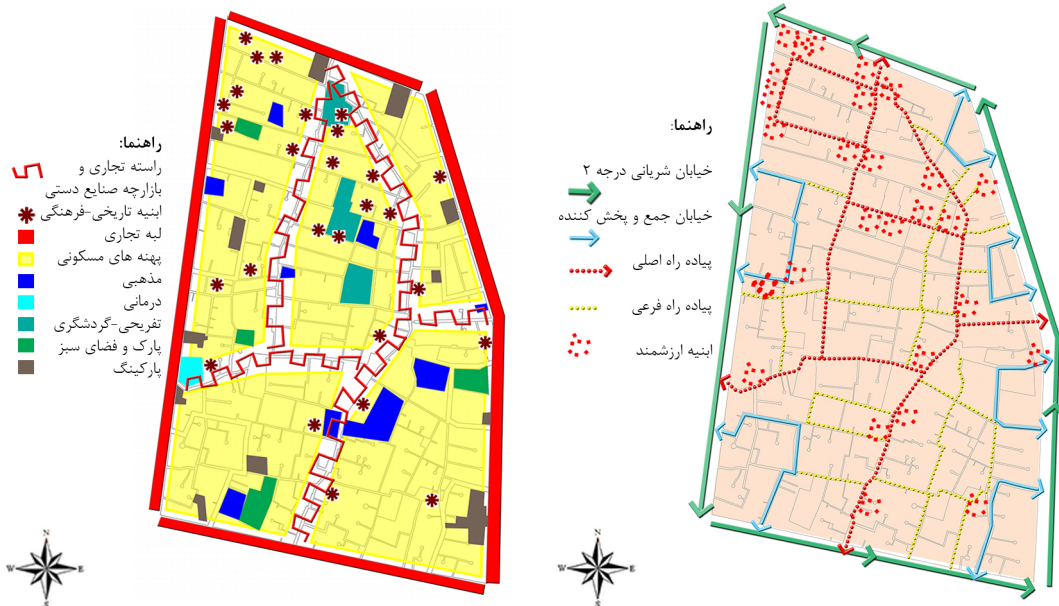 راهنما:
راسته تجاری و
بازارچه صنایع دستی
ابنیه تاریخی-فرهنگی
لبه تجاری
پهنه های مسکونی
مذهبی
درمانی
تفریحی-گردشگری
پارک و فضای سبز
پارکینگ
N
W E
S
راهنما:
خیابان شریانی درجه ۲
خیابان جمع و پخش کننده
پیاده راه اصلی
پیاده راه فرعی
ابنیه ارزشمند
N
W E
S